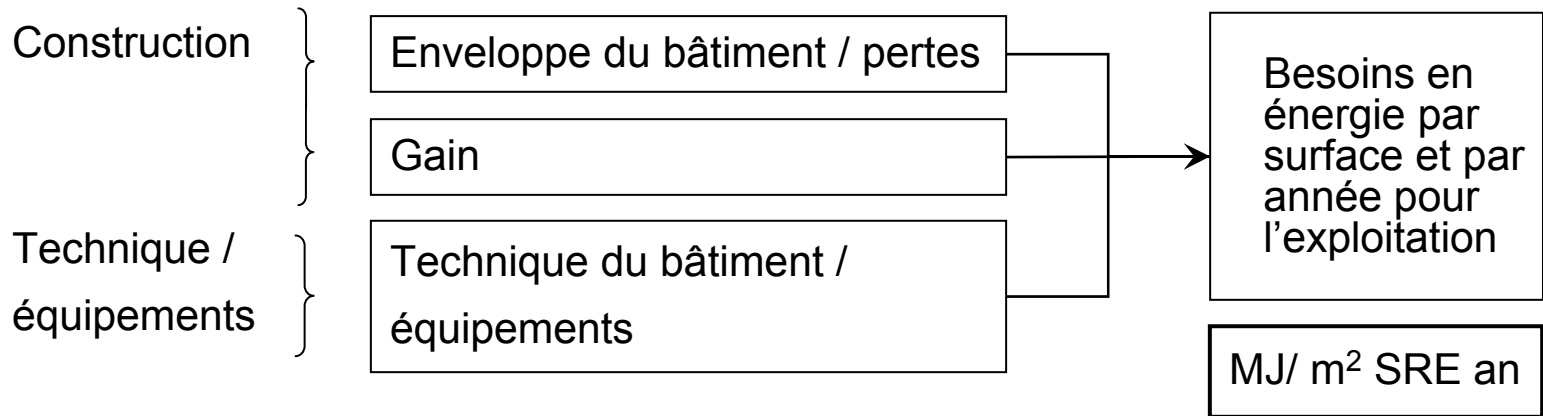 Construction
Enveloppe du bâtiment / pertes
Gain
Technique /
équipements
Technique du bâtiment /
équipements
Besoins en
énergie par
surface et par
année pour
l’exploitation
MJ/ m² SRE an